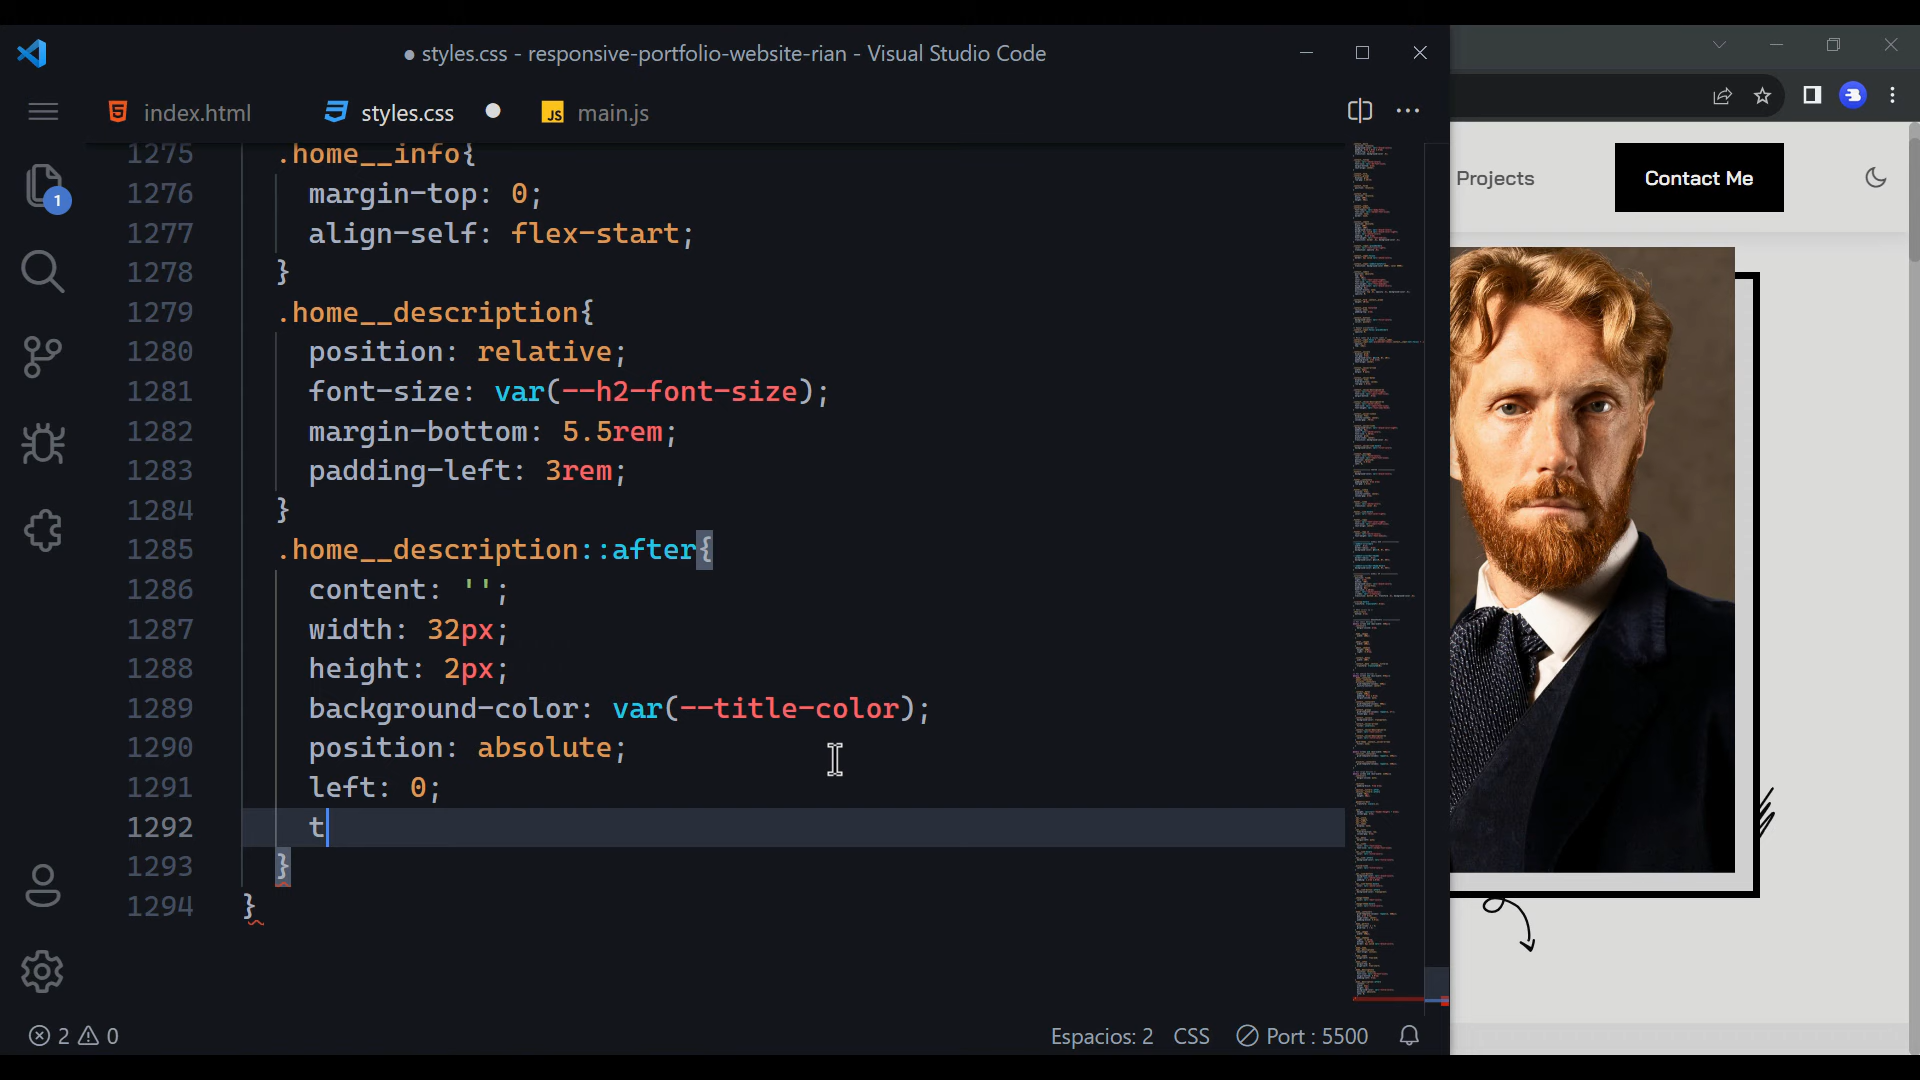 ● styles.css - responsive-portfolio-website-rian - Visual Studio Code
index.html
styles.css
JS main.js
Projects
Contact Me
1
1275 .home__info{
1276 margin-top: 0;
1277 align-self: flex-start;
1278 }
1279 .home__description{
1280 position: relative;
1281 font-size: var(--h2-font-size);
1282 margin-bottom: 5.5rem;
1283 padding-left: 3rem;
1284 }
1285 .home__description::after{
1286 content: '';
1287 width: 32px;
1288 height: 2px;
1289 background-color: var(--title-color);
1290 position: absolute;
1291 left: 0;
1292 t
1293 }
1294 }
2 0
Espacios: 2 CSS Port : 5500